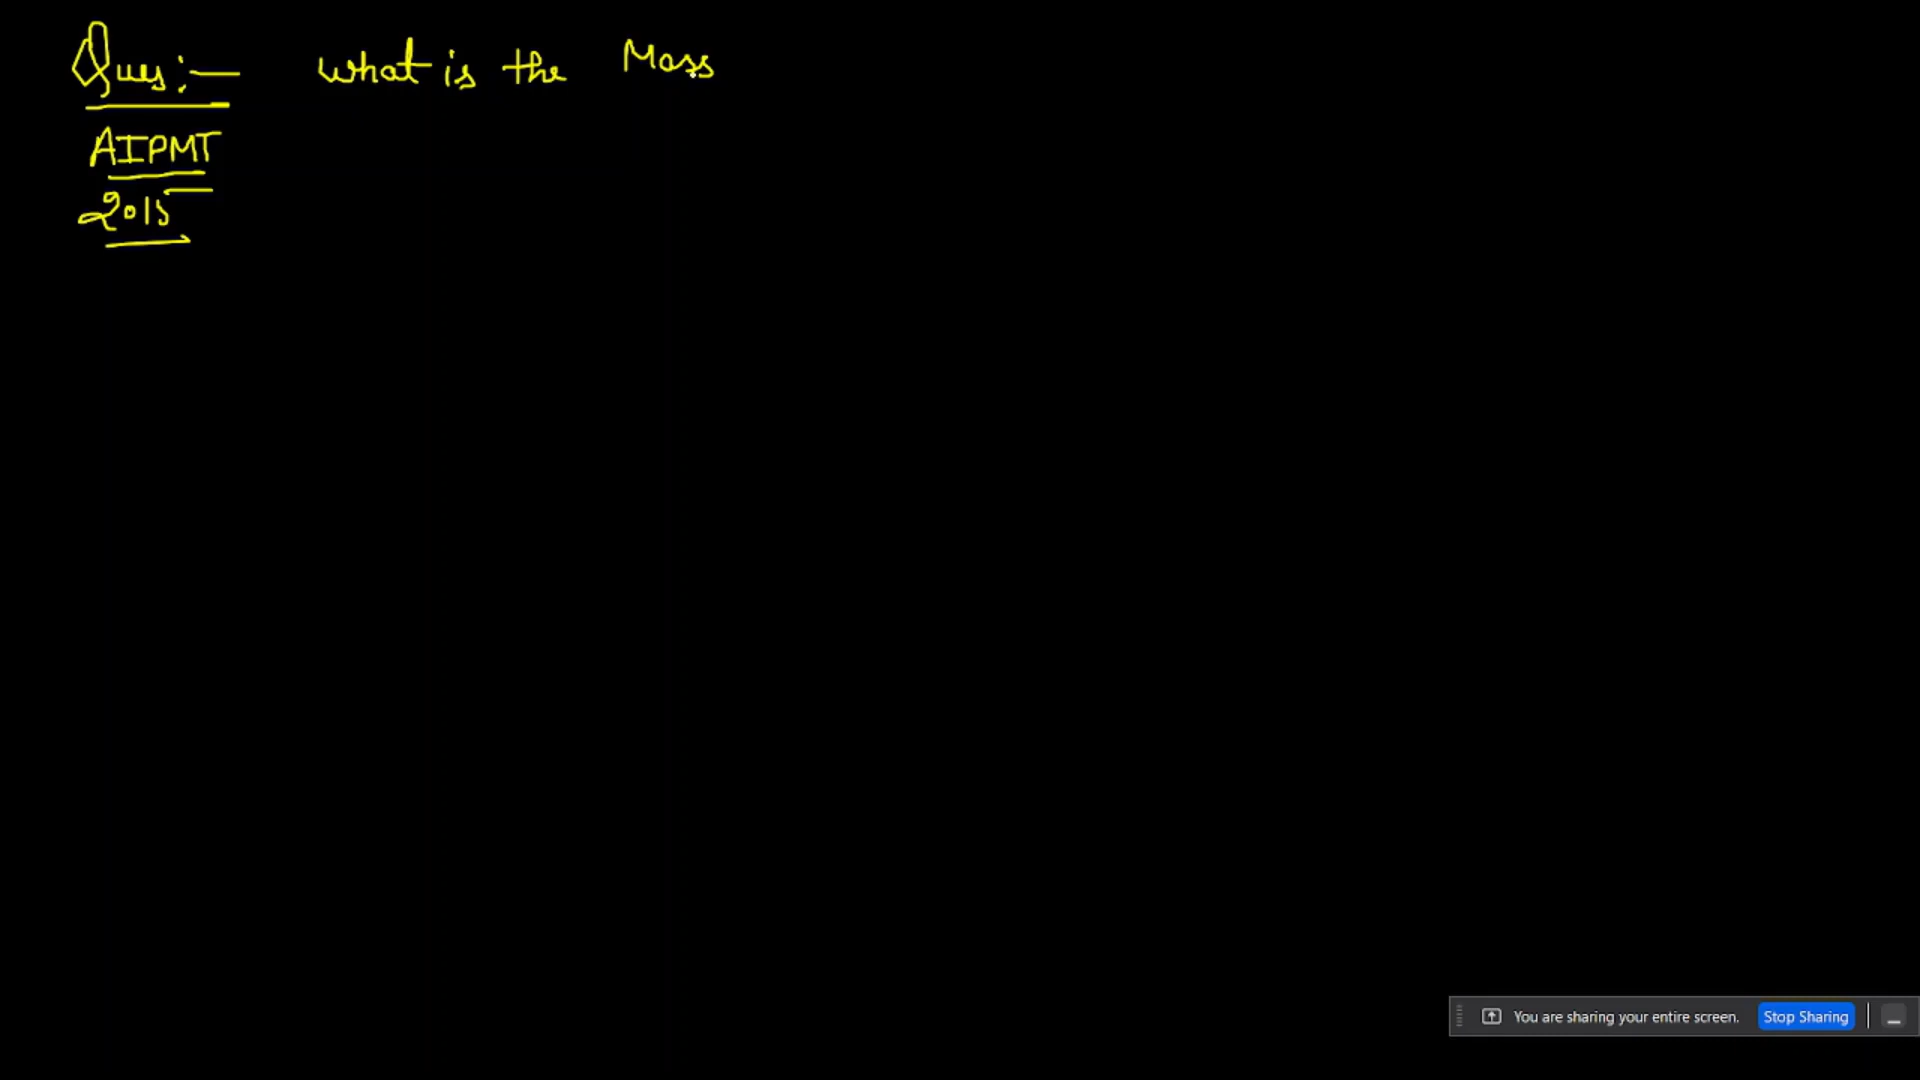 Ques :— what is the Mass
AIPMT
2015
You are sharing your entire screen. Stop Sharing